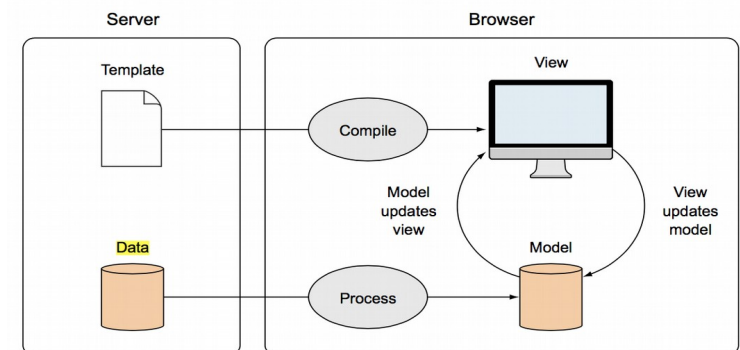 Server
Browser
Template
View
Compile
Model
updates
view
View
updates
model
Data
Model
Process